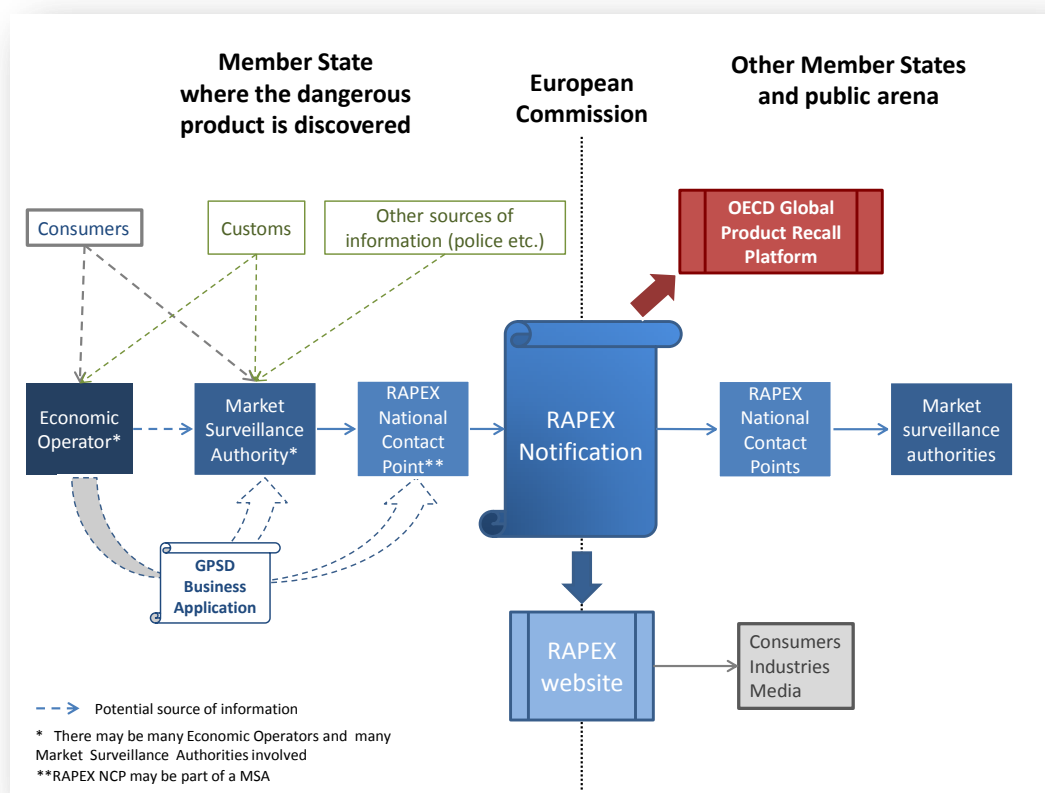 Member State
where the dangerous
product is discovered
European
Commission
Other Member States
and public arena
Consumers
Customs
Other sources of
information (police etc.)
OECD Global
Product Recall
Platform
Economic
Operator*
Market
Surveillance
Authority*
RAPEX
National
Contact
Point**
RAPEX
Notification
RAPEX
National
Contact
Points
Market
surveillance
authorities
GPSD
Business
Application
RAPEX
website
Consumers
Industries
Media
Potential source of information
* There may be many Economic Operators and many
Market Surveillance Authorities involved
**RAPEX NCP may be part of a MSA